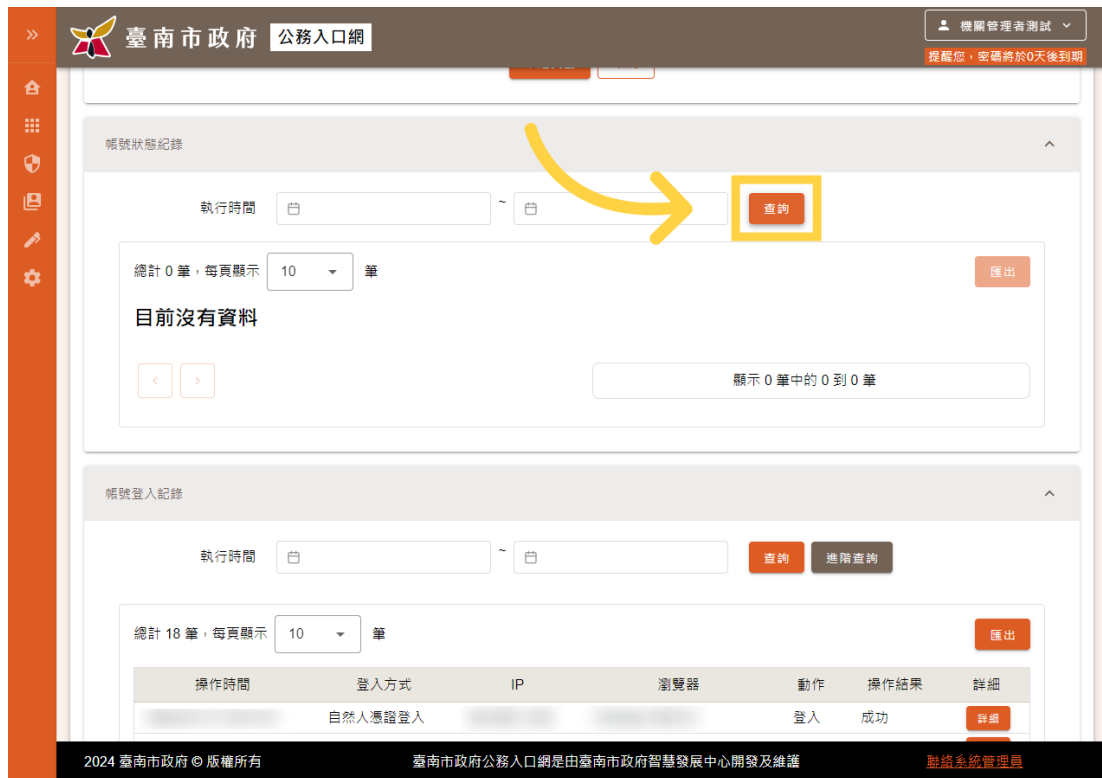 臺南市政府 公務入口網
機關管理者測試
提醒您，密碼將於0天後到期
帳號狀態紀錄
執行時間 ~ 查詢
總計 0 筆，每頁顯示 10 筆 匯出
目前沒有資料
顯示 0 筆中的 0 到 0 筆
帳號登入記錄
執行時間 ~ 查詢 進階查詢
總計 18 筆，每頁顯示 10 筆 匯出
操作時間 登入方式 IP 瀏覽器 動作 操作結果 詳細
自然人憑證登入 登入 成功 詳細
2024 臺南市政府 © 版權所有 臺南市政府公務入口網是由臺南市政府智慧發展中心開發及維護 聯絡系統管理員